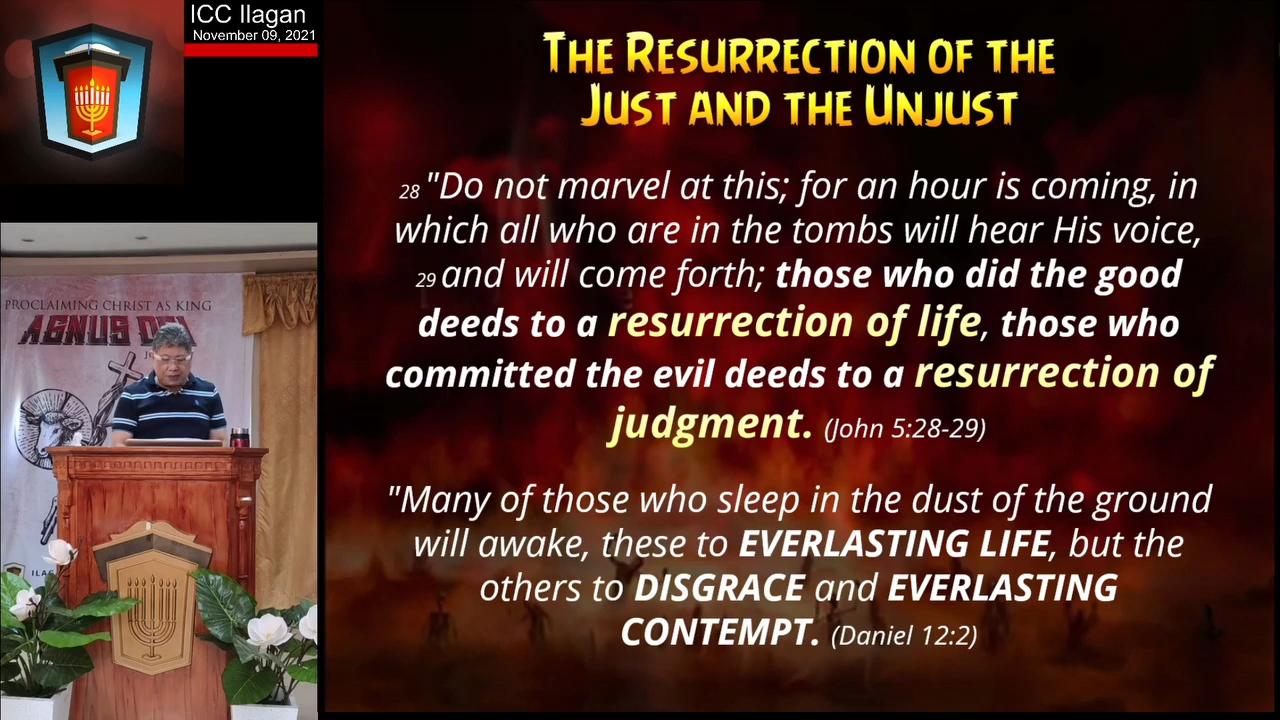 ICC Ilagan
November 09, 2021
THE RESURRECTION OF THE
JUST AND THE UNJUST
28 "Do not marvel at this; for an hour is coming, in
which all who are in the tombs will hear His voice,
29 and will come forth; those who did the good
deeds to a resurrection of life, those who
committed the evil deeds to a resurrection of
judgment. (John 5:28-29)
"Many of those who sleep in the dust of the ground
will awake, these to EVERLASTING LIFE, but the
others to DISGRACE and EVERLASTING
CONTEMPT. (Daniel 12:2)
PROCLAIMING CHRIST AS KING
AGNUS DEI